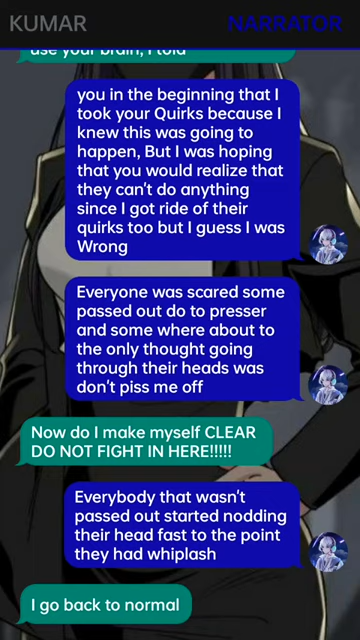 KUMAR NARRATOR
use your brain, I told
you in the beginning that I
took your Quirks because I
knew this was going to
happen, But I was hoping
that you would realize that
they can't do anything
since I got ride of their
quirks too but I guess I was
Wrong
Everyone was scared some
passed out do to presser
and some where about to
the only thought going
through their heads was
don't piss me off
Now do I make myself CLEAR
DO NOT FIGHT IN HERE!!!!!
Everybody that wasn't
passed out started nodding
their head fast to the point
they had whiplash
I go back to normal